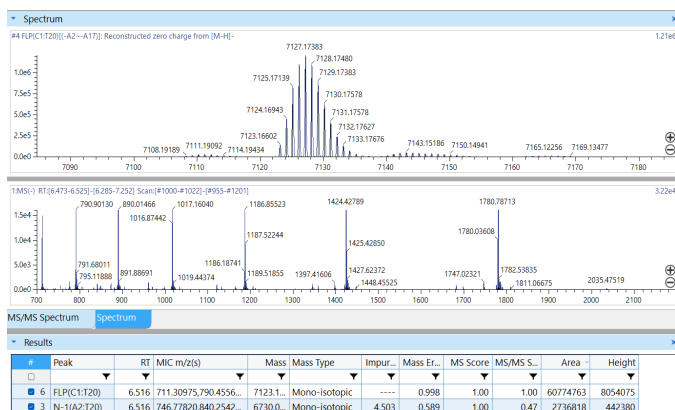 Spectrum
#4 FLP(C1:T20)[(-A2~-A17)]: Reconstructed zero charge from [M-H]- 1.21e6
7127.17383
7128.17480
1.0e6 7125.17139 7129.17383
7130.17578
7.5e5
7124.16943 7131.17578
5.0e5 7132.17627
2.5e5 7123.16602 7133.17676
7108.19189 7111.19092 7114.19434 7143.15186 7150.14941 7165.12256 7169.13477
0.0e0
7090 7100 7110 7120 7130 7140 7150 7160 7170 7180
1:MS(-) RT:[6.473-6.525]-[6.285-7.252] Scan:[#1000-#1022]-[#955-#1201] 3.22e4
790.90130 890.01466 1017.16040 1186.85523 1424.42789 1780.78713
1.5e4 1016.87442
1187.52244 1780.03608
1.0e4 1425.42850
5.0e3 791.68011 1186.18741 1427.62372
795.11888 891.88691 1019.44374 1189.51855 1397.41606 1448.45525 1747.02321 1782.53835 1811.06675 2035.47519
0.0e0
700 800 900 1000 1100 1200 1300 1400 1500 1600 1700 1800 1900 2000 2100
MS/MS Spectrum Spectrum
Results
# Peak RT MIC m/z(s) Mass Mass Type Impur... Mass Er... MS Score MS/MS S... Area Height
6 FLP(C1:T20) 6.516 711.30975,790.4556... 7123.1... Mono-isotopic ---- 0.998 1.00 1.00 60774763 8054075
3 N-1(A2:T20) 6.516 746.77820,840.2542... 6730.0... Mono-isotopic 4.503 0.589 1.00 0.47 2736818 442380